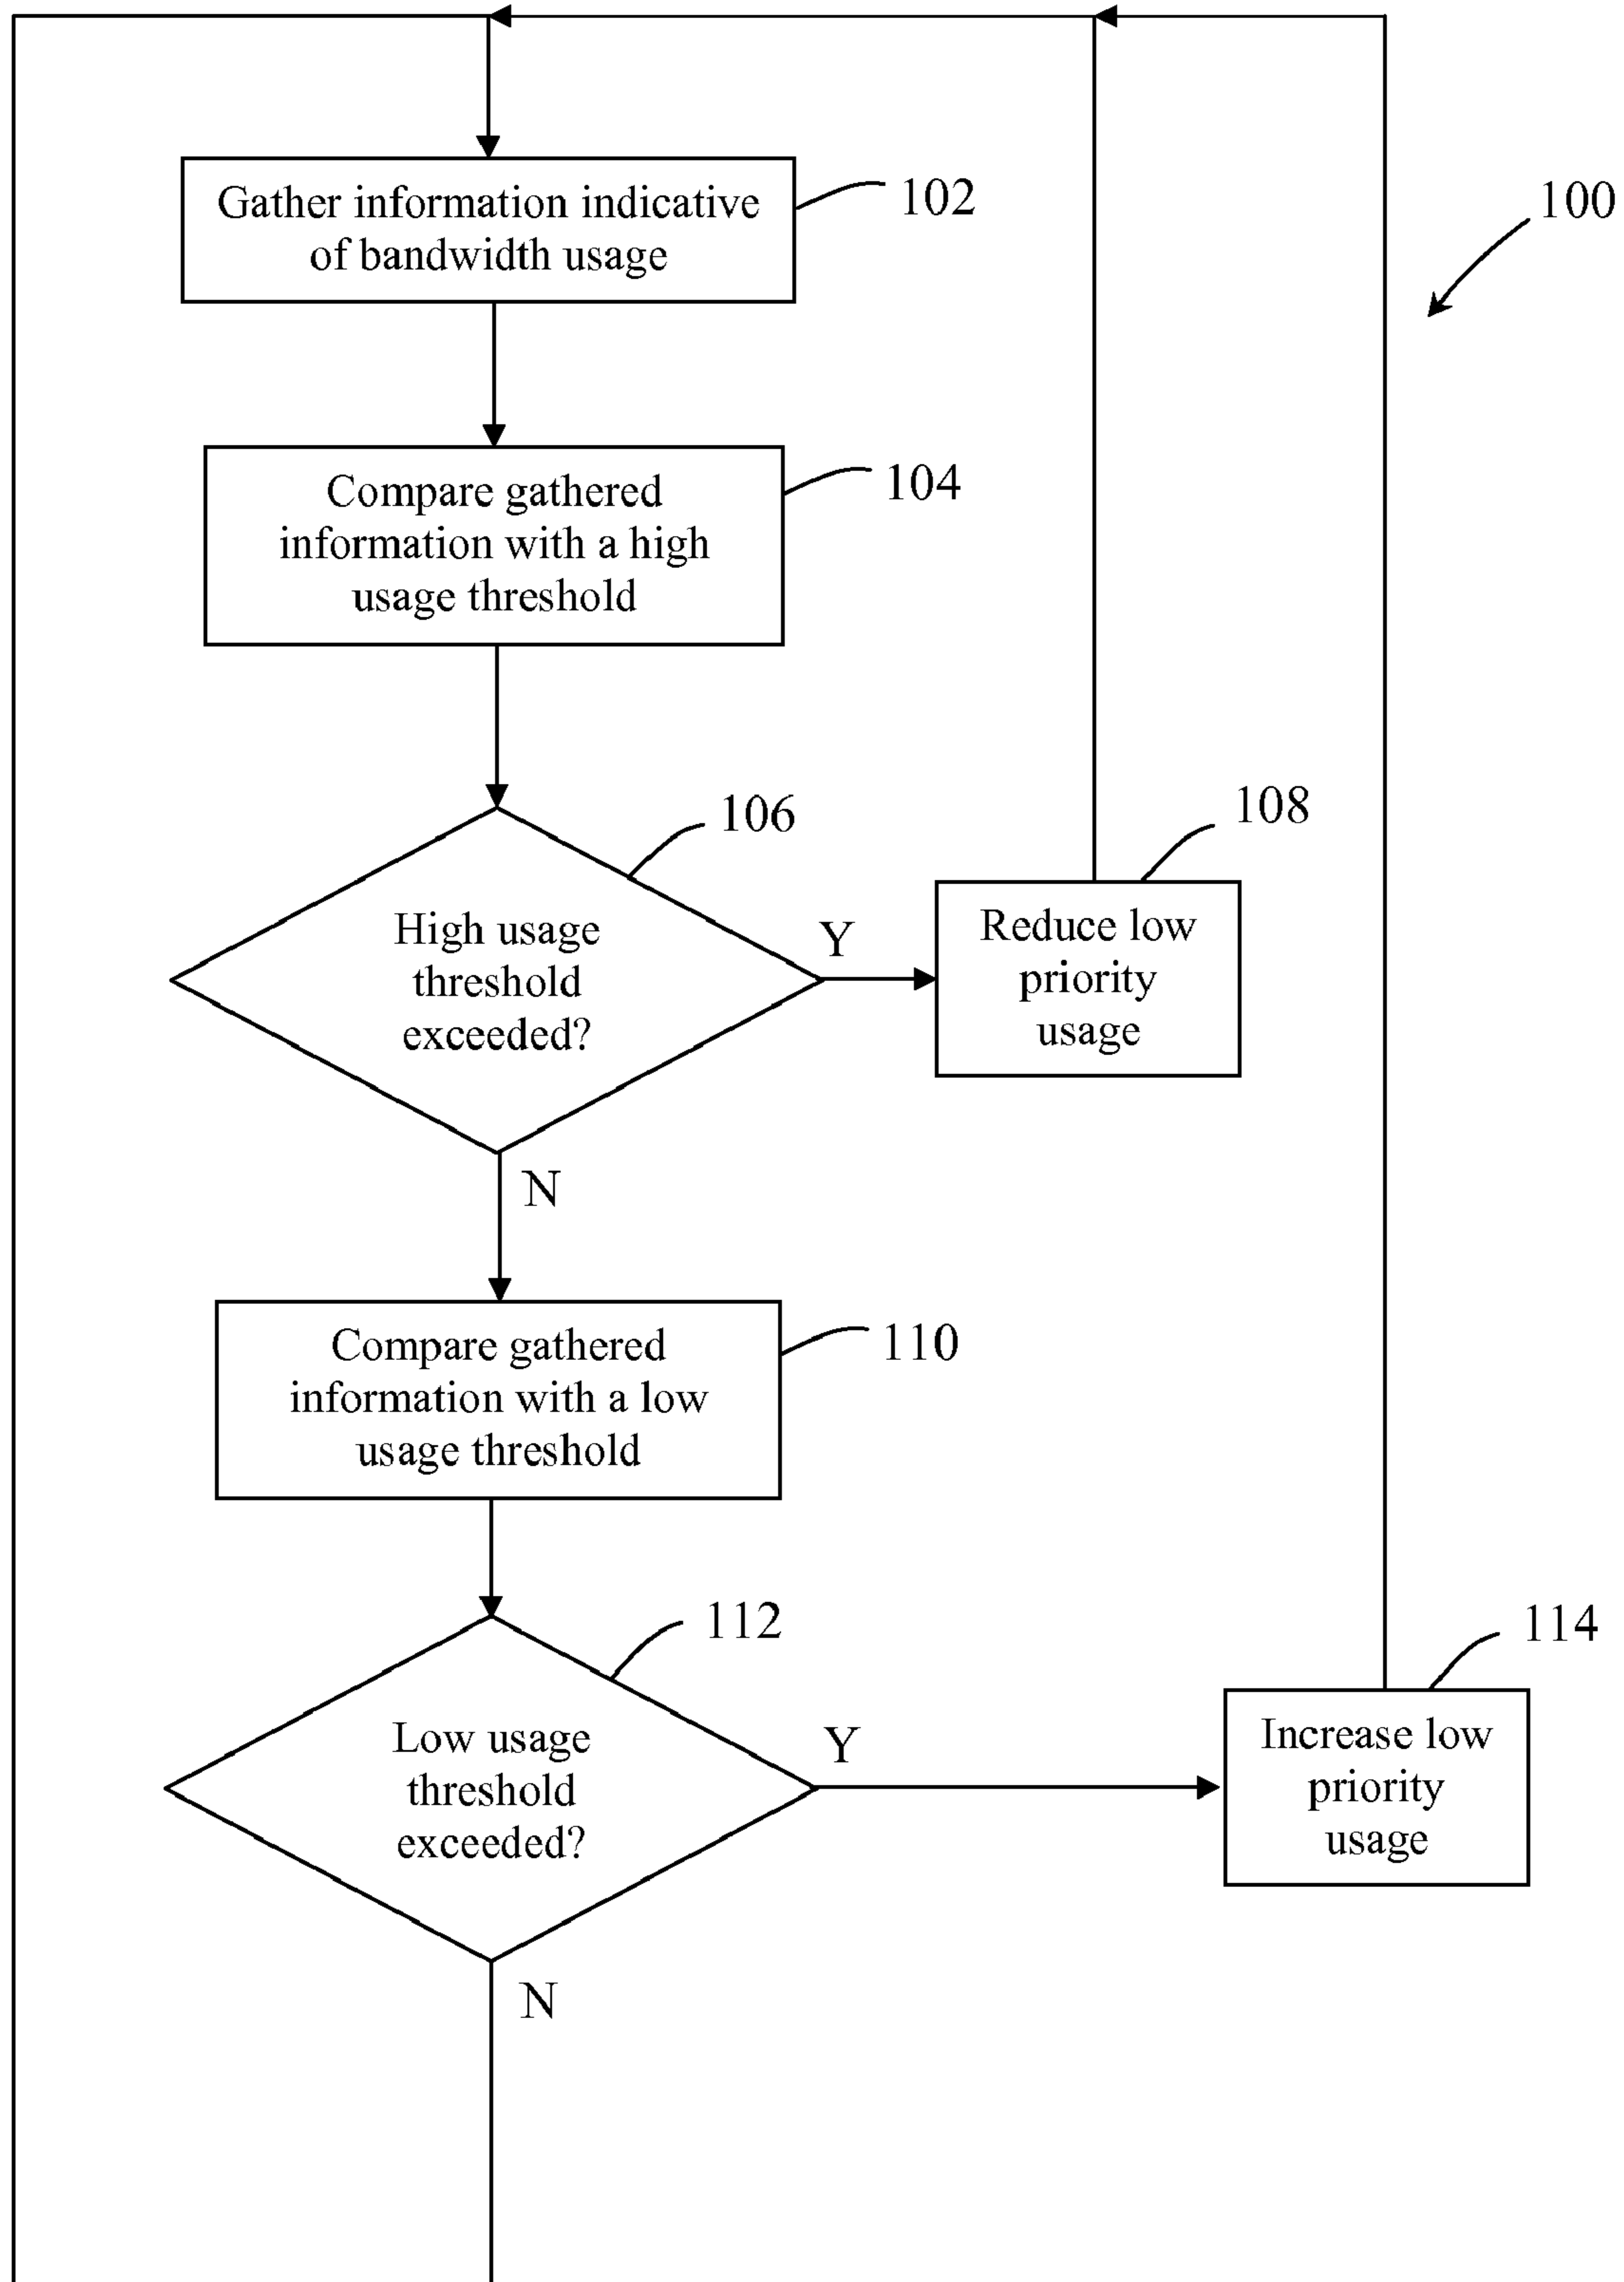 Gather information indicative
of bandwidth usage
102
100
Compare gathered
information with a high
usage threshold
104
High usage
threshold
exceeded?
106
Y
Reduce low
priority
usage
108
N
Compare gathered
information with a low
usage threshold
110
Low usage
threshold
exceeded?
112
Y
Increase low
priority
usage
114
N